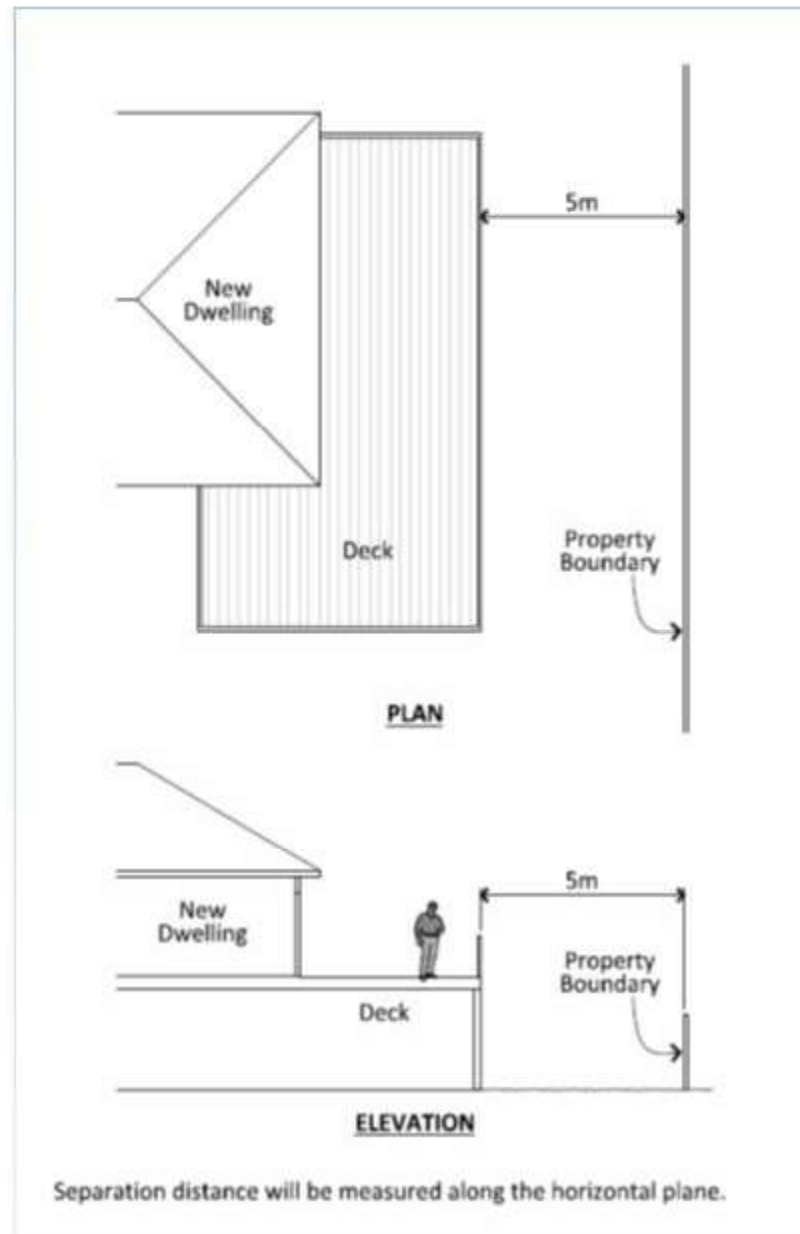 5m
New
Dwelling
Deck
Property
Boundary
PLAN
5m
New
Dwelling
Property
Boundary
Deck
ELEVATION
Separation distance will be measured along the horizontal plane.